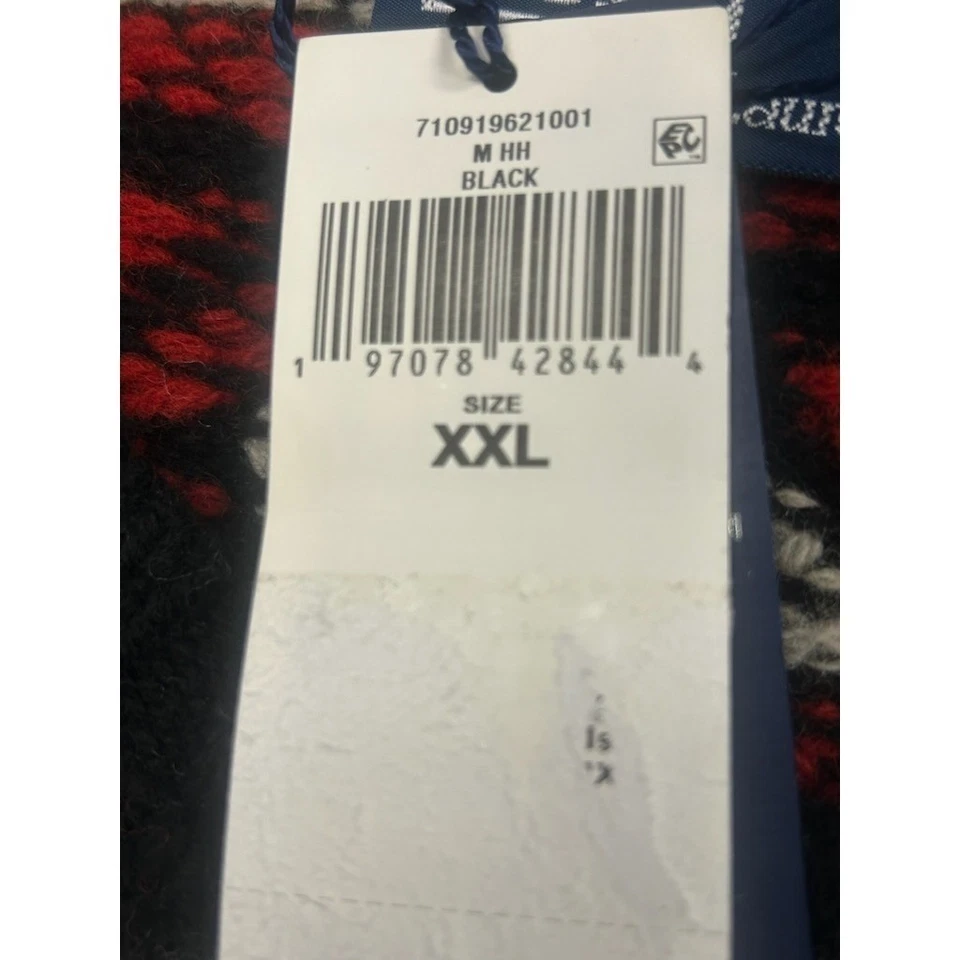 710919621001
M HH
BLACK
1 97078 42844 4
SIZE
XXL